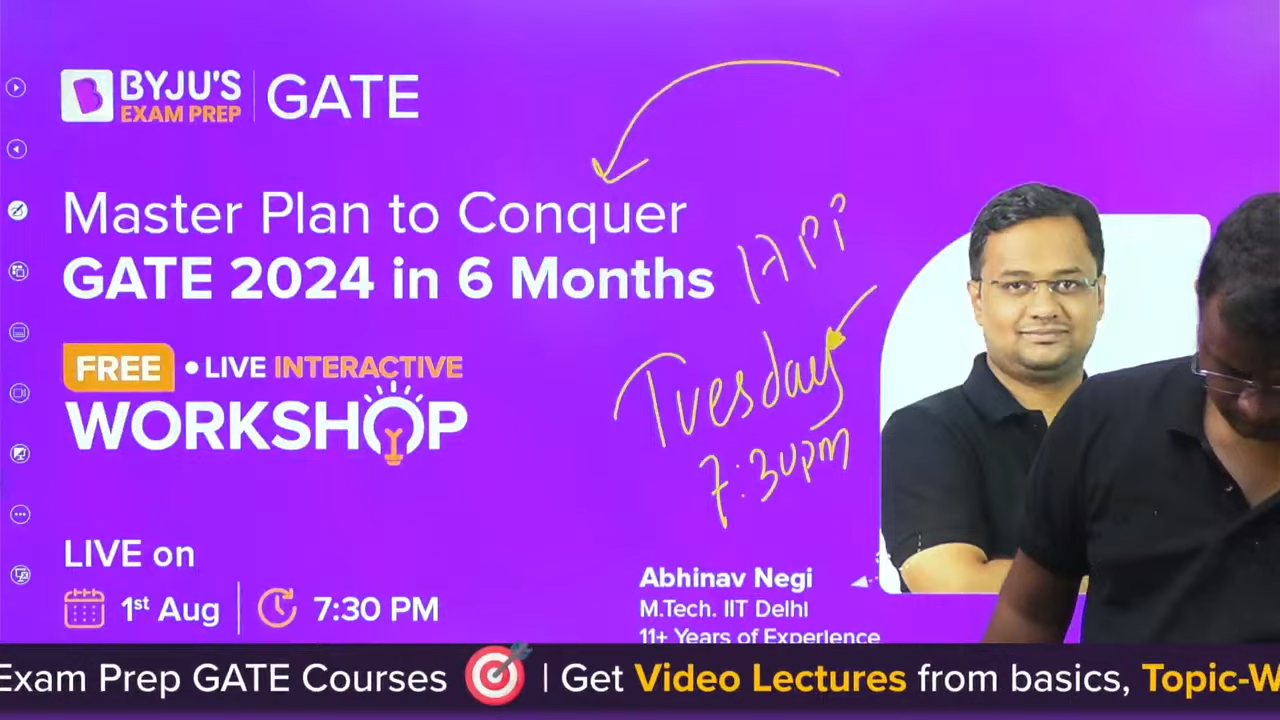 BYJU'S
EXAM PREP
GATE
Master Plan to Conquer
GATE 2024 in 6 Months
FREE • LIVE INTERACTIVE
WORKSHOP
Tuesday
7:30pm
LIVE on
1st Aug
7:30 PM
Abhinav Negi
M.Tech. IIT Delhi
11+ Years of Experience
Exam Prep GATE Courses | Get Video Lectures from basics, Topic-W